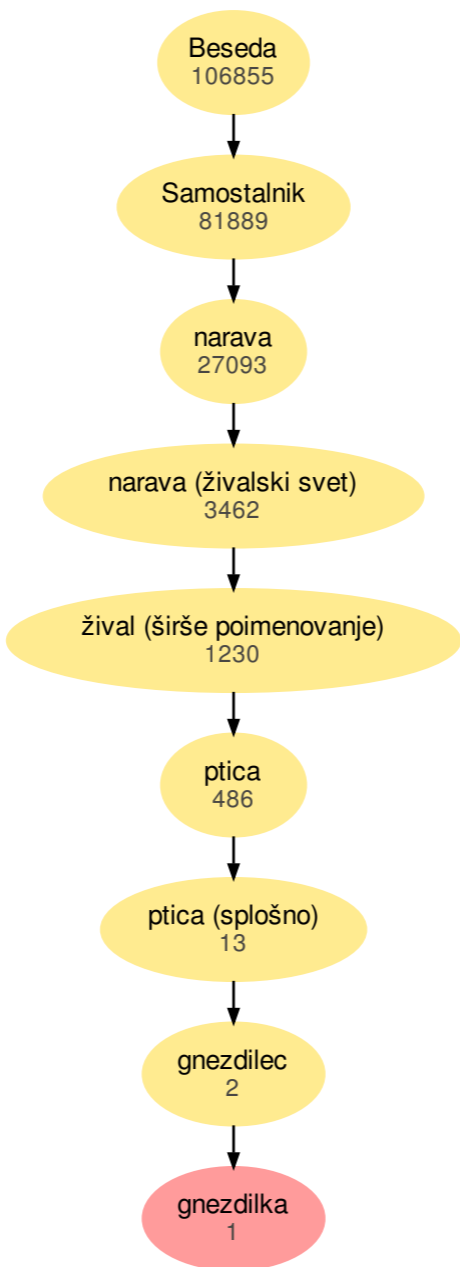 Beseda
106855
Samostalnik
81889
narava
27093
narava (živalski svet)
3462
žival (širše poimenovanje)
1230
ptica
486
ptica (splošno)
13
gnezdilec
2
gnezdilka
1